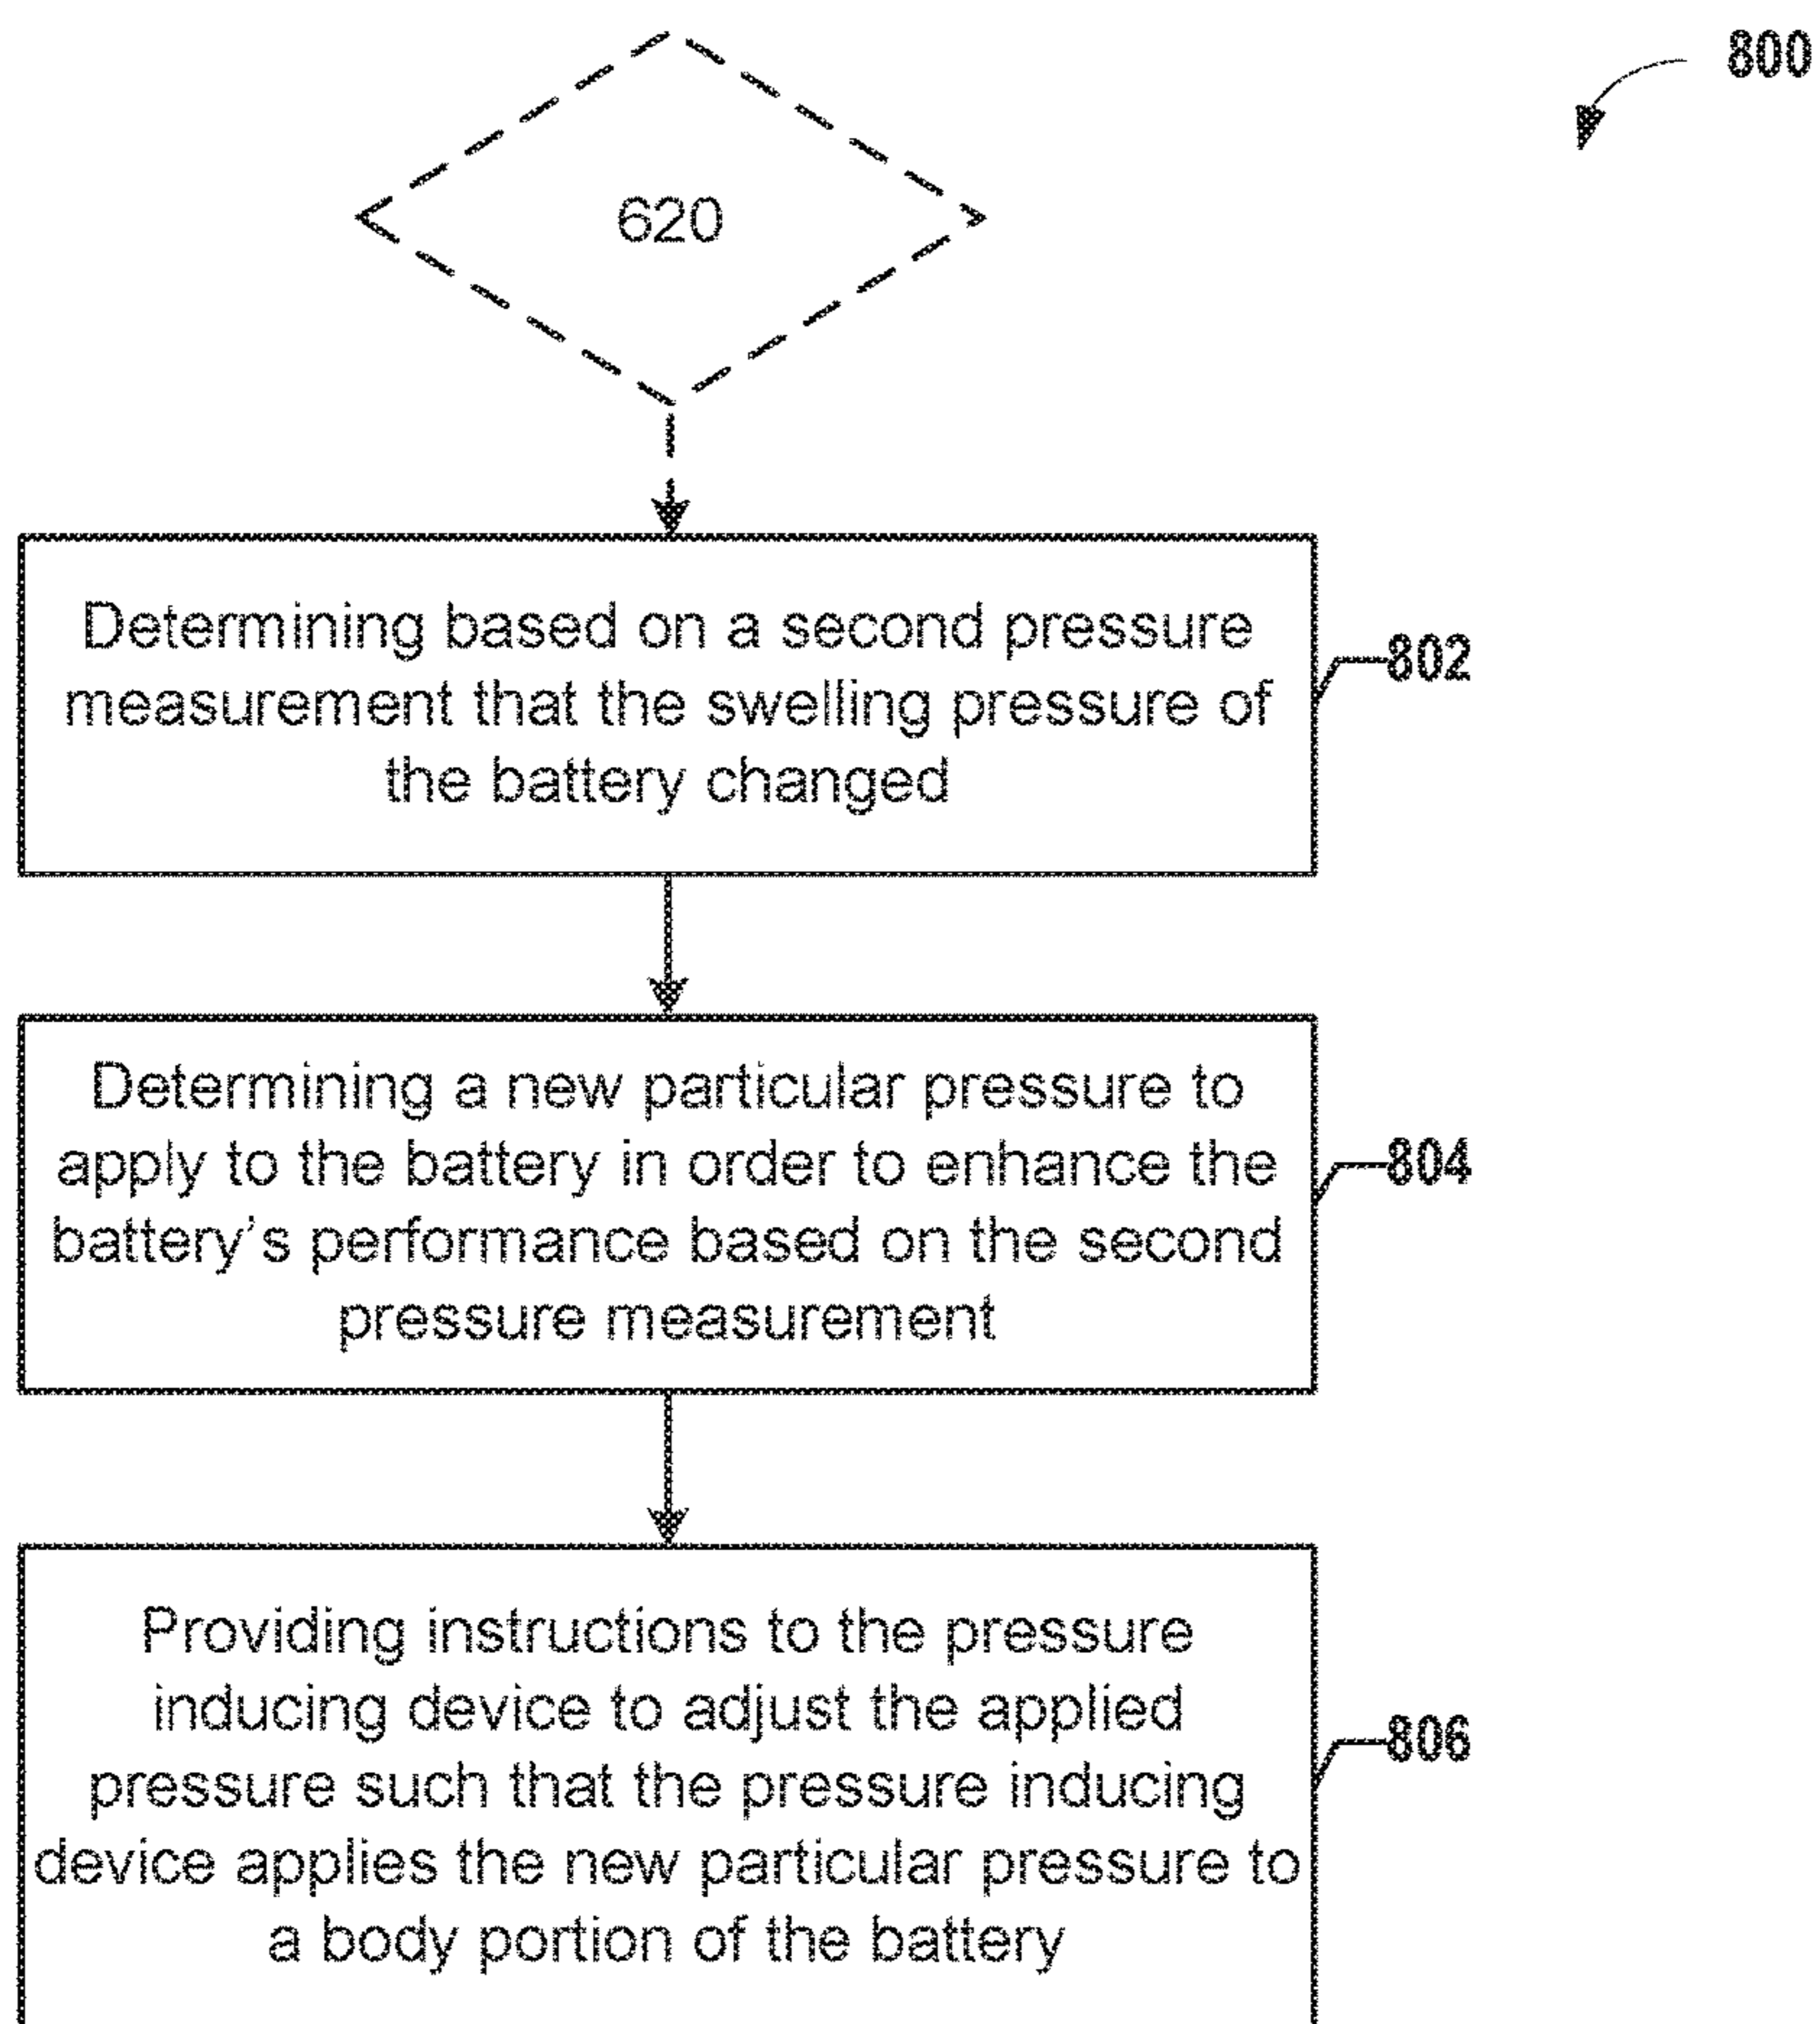 800
620
Determining based on a second pressure
measurement that the swelling pressure of
the battery changed
802
Determining a new particular pressure to
apply to the battery in order to enhance the
battery's performance based on the second
pressure measurement
804
Providing instructions to the pressure
inducing device to adjust the applied
pressure such that the pressure inducing
device applies the new particular pressure to
a body portion of the battery
806